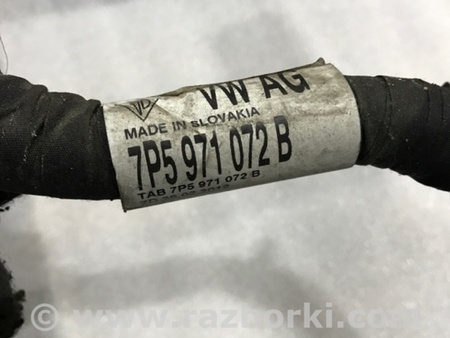 VW AG
MADE IN SLOVAKIA
7P5 971 072 B
TAB 7P5 971 072 B
© www.razborki.com